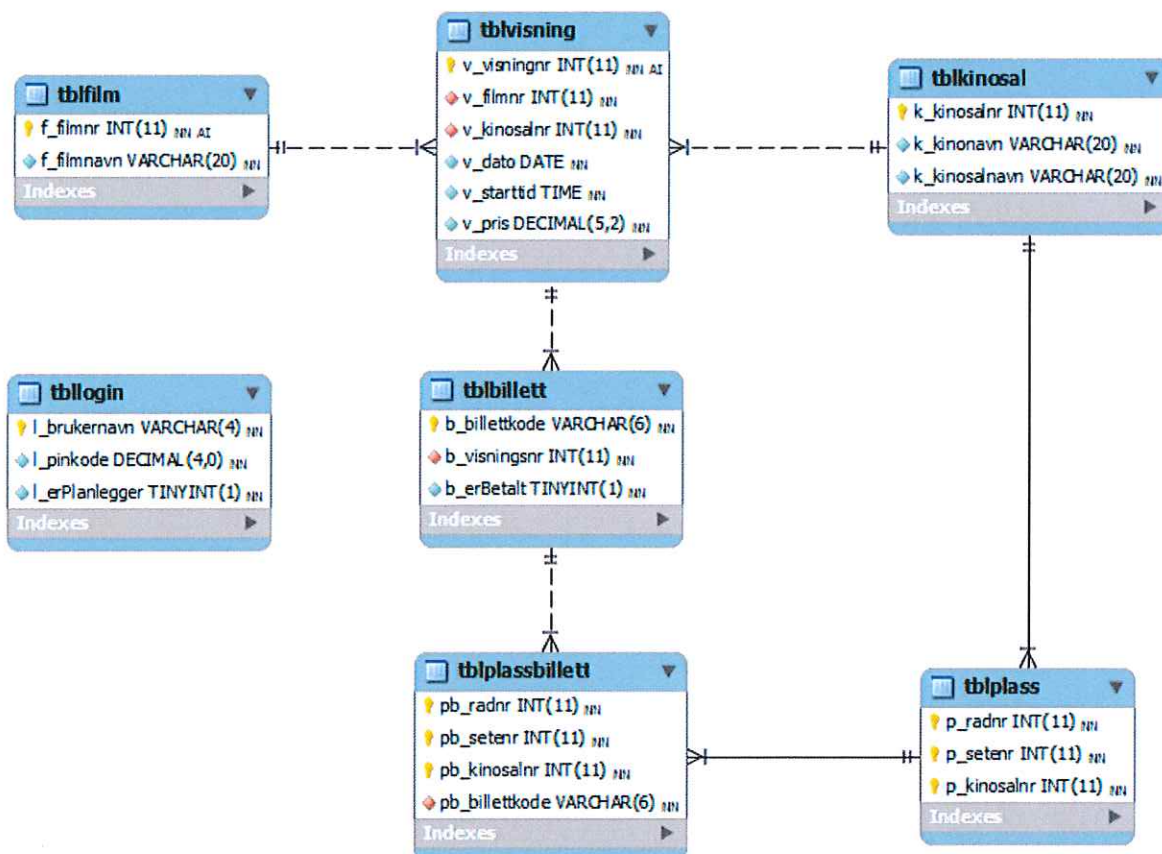 tblvisning
v_visningnr INT(11) NN AI
v_filmnr INT(11) NN
v_kinosalnr INT(11) NN
v_dato DATE NN
v_starttid TIME NN
v_pris DECIMAL(5,2) NN
Indexes
tblfilm
f_filmnr INT(11) NN AI
f_filmnavn VARCHAR(20) NN
Indexes
tblkinosal
k_kinosalnr INT(11) NN
k_kinonavn VARCHAR(20) NN
k_kinosalnavn VARCHAR(20) NN
Indexes
tbllogin
l_brukernavn VARCHAR(4) NN
l_pinkode DECIMAL(4,0) NN
l_erPlanlegger TINYINT(1) NN
Indexes
tblbillett
b_billettkode VARCHAR(6) NN
b_visningsnr INT(11) NN
b_erBetalt TINYINT(1) NN
Indexes
tblplassbillett
pb_radnr INT(11) NN
pb_setenr INT(11) NN
pb_kinosalnr INT(11) NN
pb_billettkode VARCHAR(6) NN
Indexes
tblplass
p_radnr INT(11) NN
p_setenr INT(11) NN
p_kinosalnr INT(11) NN
Indexes